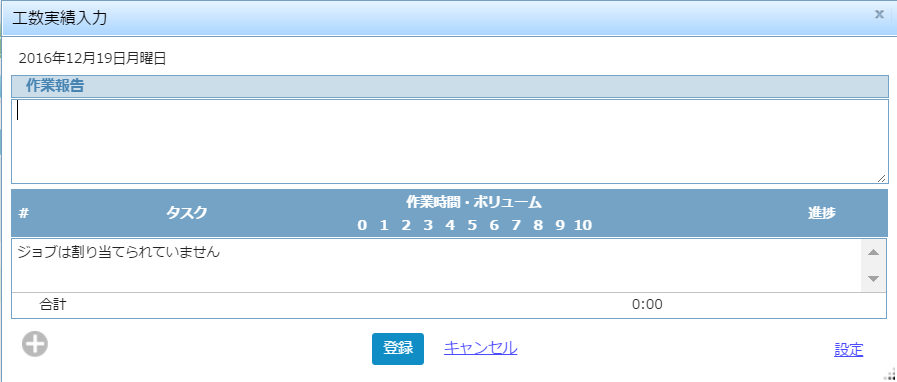 工数実績入力 ×
2016年12月19日月曜日
作業報告
# タスク 作業時間・ボリューム 進捗
0 1 2 3 4 5 6 7 8 9 10
ジョブは割り当てられていません
合計 0:00
登録 キャンセル 設定